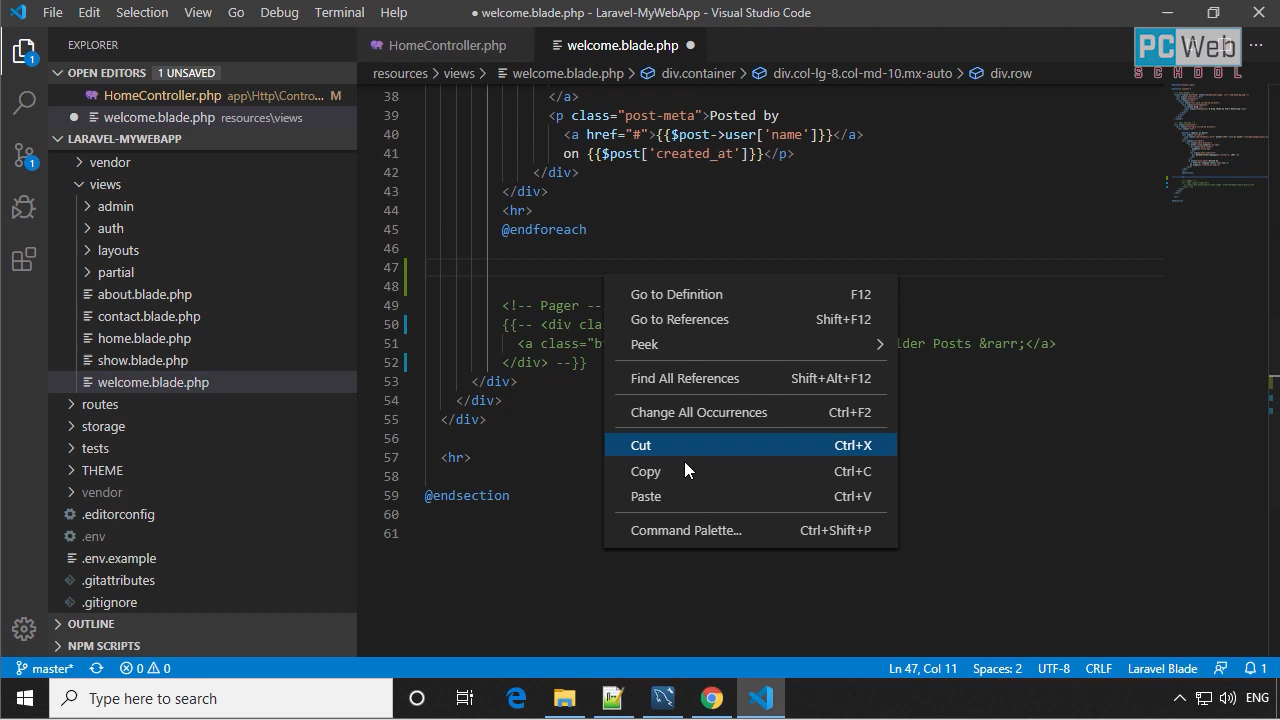 File Edit Selection View Go Debug Terminal Help ● welcome.blade.php - Laravel-MyWebApp - Visual Studio Code
EXPLORER
HomeController.php
welcome.blade.php ●
PC Web
SCHOOL
OPEN EDITORS 1 UNSAVED
resources > views > welcome.blade.php > div.container > div.col-lg-8.col-md-10.mx-auto > div.row
HomeController.php app\Http\Contro... M
● welcome.blade.php resources\views
LARAVEL-MYWEBAPP
vendor
views
admin
auth
layouts
partial
about.blade.php
contact.blade.php
home.blade.php
show.blade.php
welcome.blade.php
routes
storage
tests
THEME
vendor
.editorconfig
.env
.env.example
.gitattributes
.gitignore
OUTLINE
NPM SCRIPTS
38 </a>
39 <p class="post-meta">Posted by
40 <a href="#">{{$post->user['name']}}</a>
41 on {{$post['created_at']}}</p>
42 </div>
43 </div>
44 <hr>
45 @endforeach
46
47
48
49 <!-- Pager --
50 {{-- <div clas
51 <a class="b lder Posts &rarr;</a>
52 </div> --}}
53 </div>
54 </div>
55 </div>
56
57 <hr>
58
59 @endsection
60
61
Go to Definition F12
Go to References Shift+F12
Peek
Find All References Shift+Alt+F12
Change All Occurrences Ctrl+F2
Cut Ctrl+X
Copy Ctrl+C
Paste Ctrl+V
Command Palette... Ctrl+Shift+P
1
1
master* 0 0 Ln 47, Col 11 Spaces: 2 UTF-8 CRLF Laravel Blade 1
Type here to search
ENG